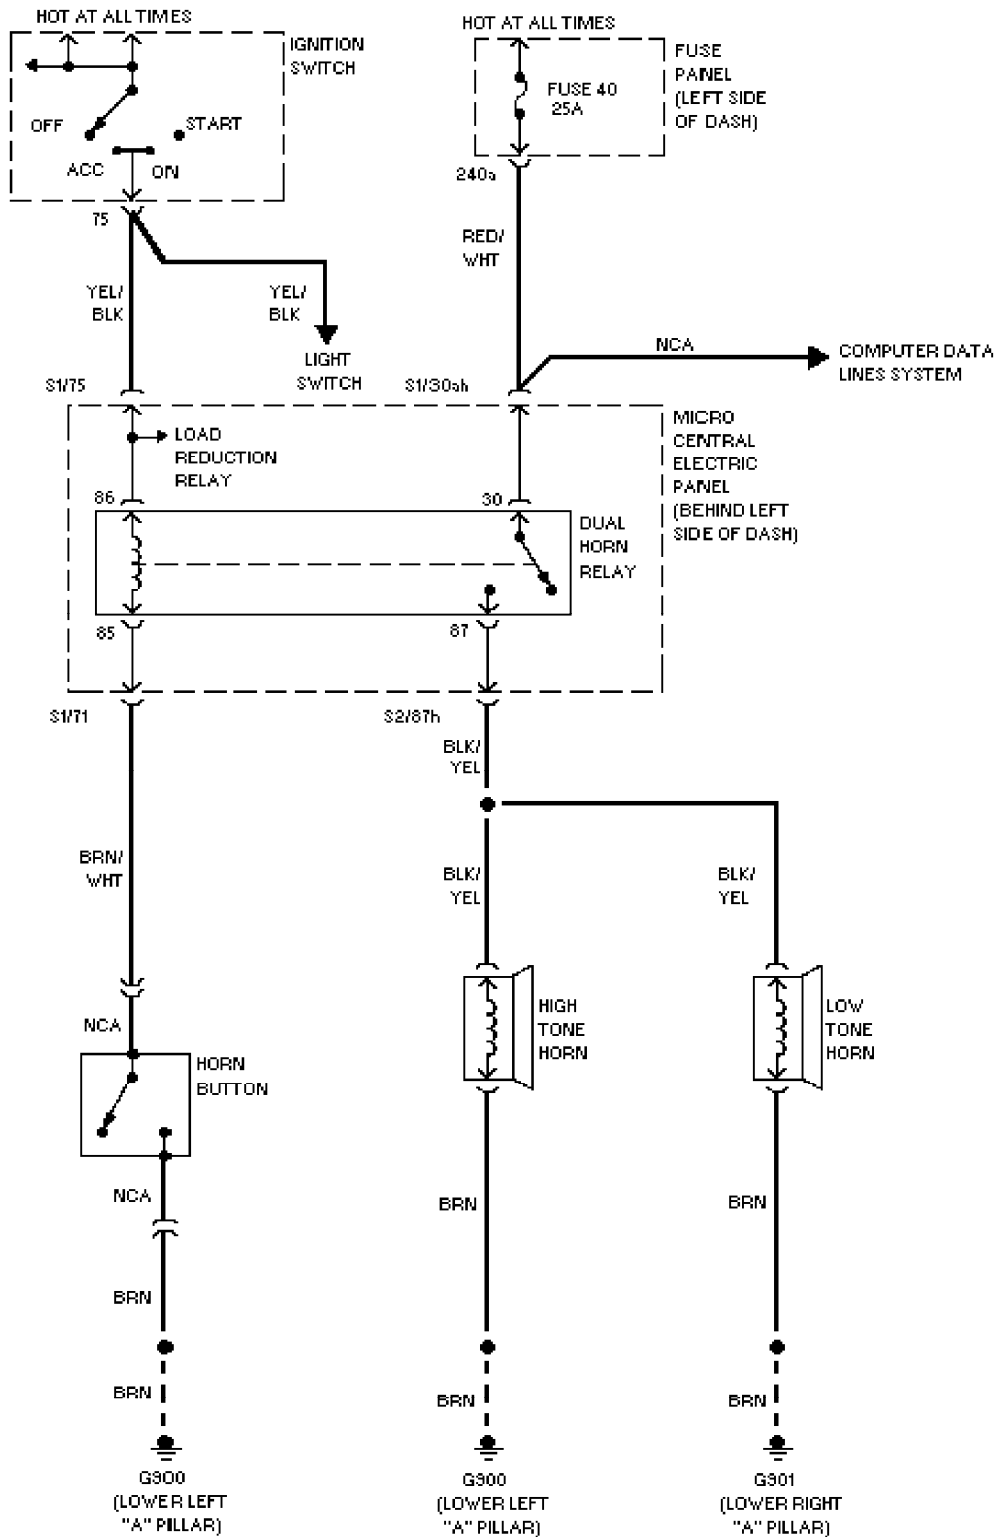 HOT AT ALL TIMES
IGNITION
SWITCH
OFF
START
ACC
ON
75
HOT AT ALL TIMES
FUSE
PANEL
(LEFT SIDE
OF DASH)
FUSE 40
25A
240a
RED/
WHT
YEL/
BLK
YEL/
BLK
LIGHT
SWITCH
NCA
COMPUTER DATA
LINES SYSTEM
S1/75
S1/30ah
LOAD
REDUCTION
RELAY
MICRO
CENTRAL
ELECTRIC
PANEL
(BEHIND LEFT
SIDE OF DASH)
86
30
DUAL
HORN
RELAY
85
87
S1/71
S2/87h
BLK/
YEL
BRN/
WHT
BLK/
YEL
BLK/
YEL
NCA
HORN
BUTTON
HIGH
TONE
HORN
LOW
TONE
HORN
NCA
BRN
BRN
BRN
BRN
BRN
BRN
G900
(LOWER LEFT
"A" PILLAR)
G900
(LOWER LEFT
"A" PILLAR)
G901
(LOWER RIGHT
"A" PILLAR)